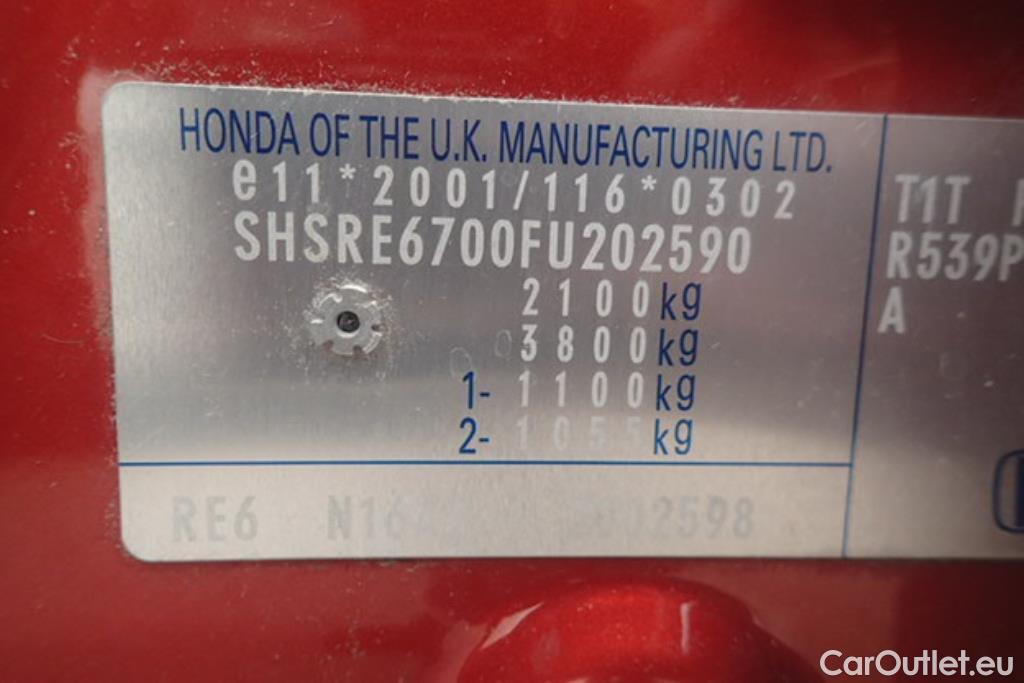 HONDA OF THE U.K. MANUFACTURING LTD.
e11*2001/116*0302
SHSRE6700FU202590
2100kg
3800kg
1- 1100kg
2- 1055kg
RE6
T1T
R539P
A
CarOutlet.eu